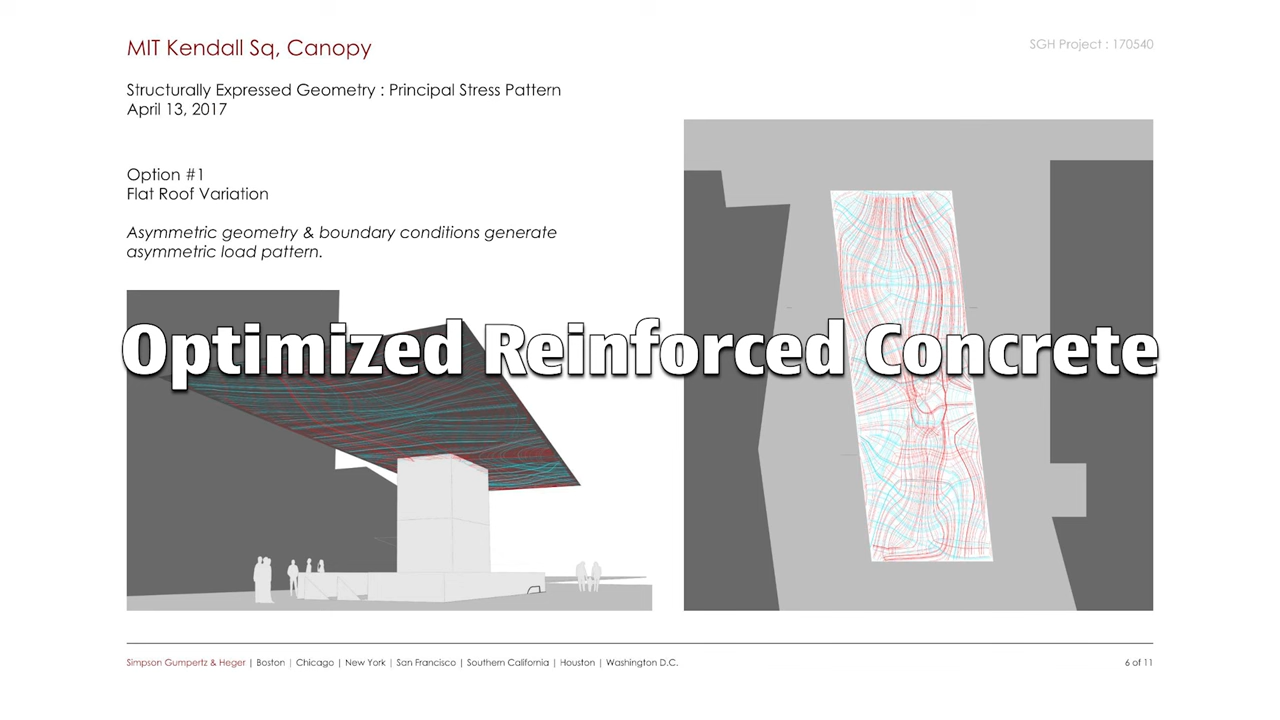 MIT Kendall Sq, Canopy
SGH Project : 170540
Structurally Expressed Geometry : Principal Stress Pattern
April 13, 2017
Option #1
Flat Roof Variation
Asymmetric geometry & boundary conditions generate
asymmetric load pattern.
Optimized Reinforced Concrete
Simpson Gumpertz & Heger | Boston | Chicago | New York | San Francisco | Southern California | Houston | Washington D.C.
6 of 11